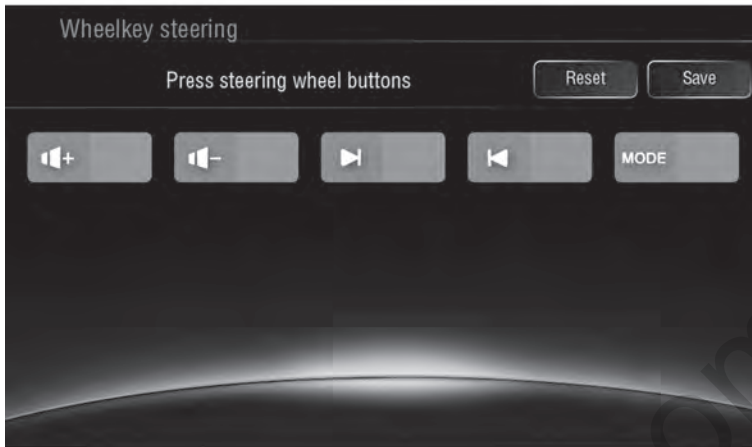 Wheelkey steering
Press steering wheel buttons
Reset
Save
+
-
MODE